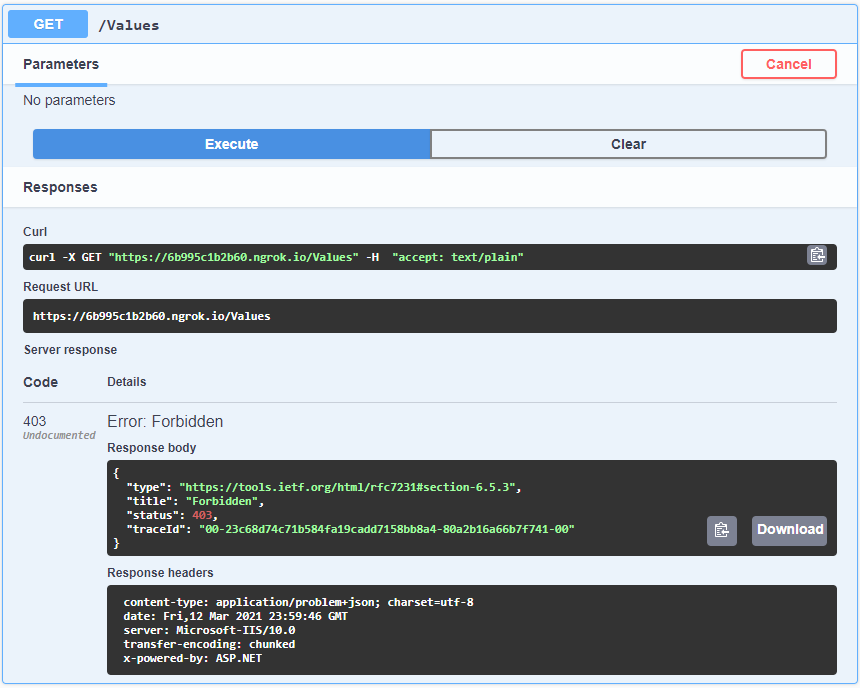 GET /Values
Parameters Cancel
No parameters
Execute Clear
Responses
Curl
curl -X GET "https://6b995c1b2b60.ngrok.io/Values" -H  "accept: text/plain"
Request URL
https://6b995c1b2b60.ngrok.io/Values
Server response
Code Details
403 Error: Forbidden
Undocumented
Response body
{
  "type": "https://tools.ietf.org/html/rfc7231#section-6.5.3",
  "title": "Forbidden",
  "status": 403,
  "traceId": "00-23c68d74c71b584fa19cadd7158bb8a4-80a2b16a66b7f741-00"
}
Download
Response headers
content-type: application/problem+json; charset=utf-8
date: Fri,12 Mar 2021 23:59:46 GMT
server: Microsoft-IIS/10.0
transfer-encoding: chunked
x-powered-by: ASP.NET